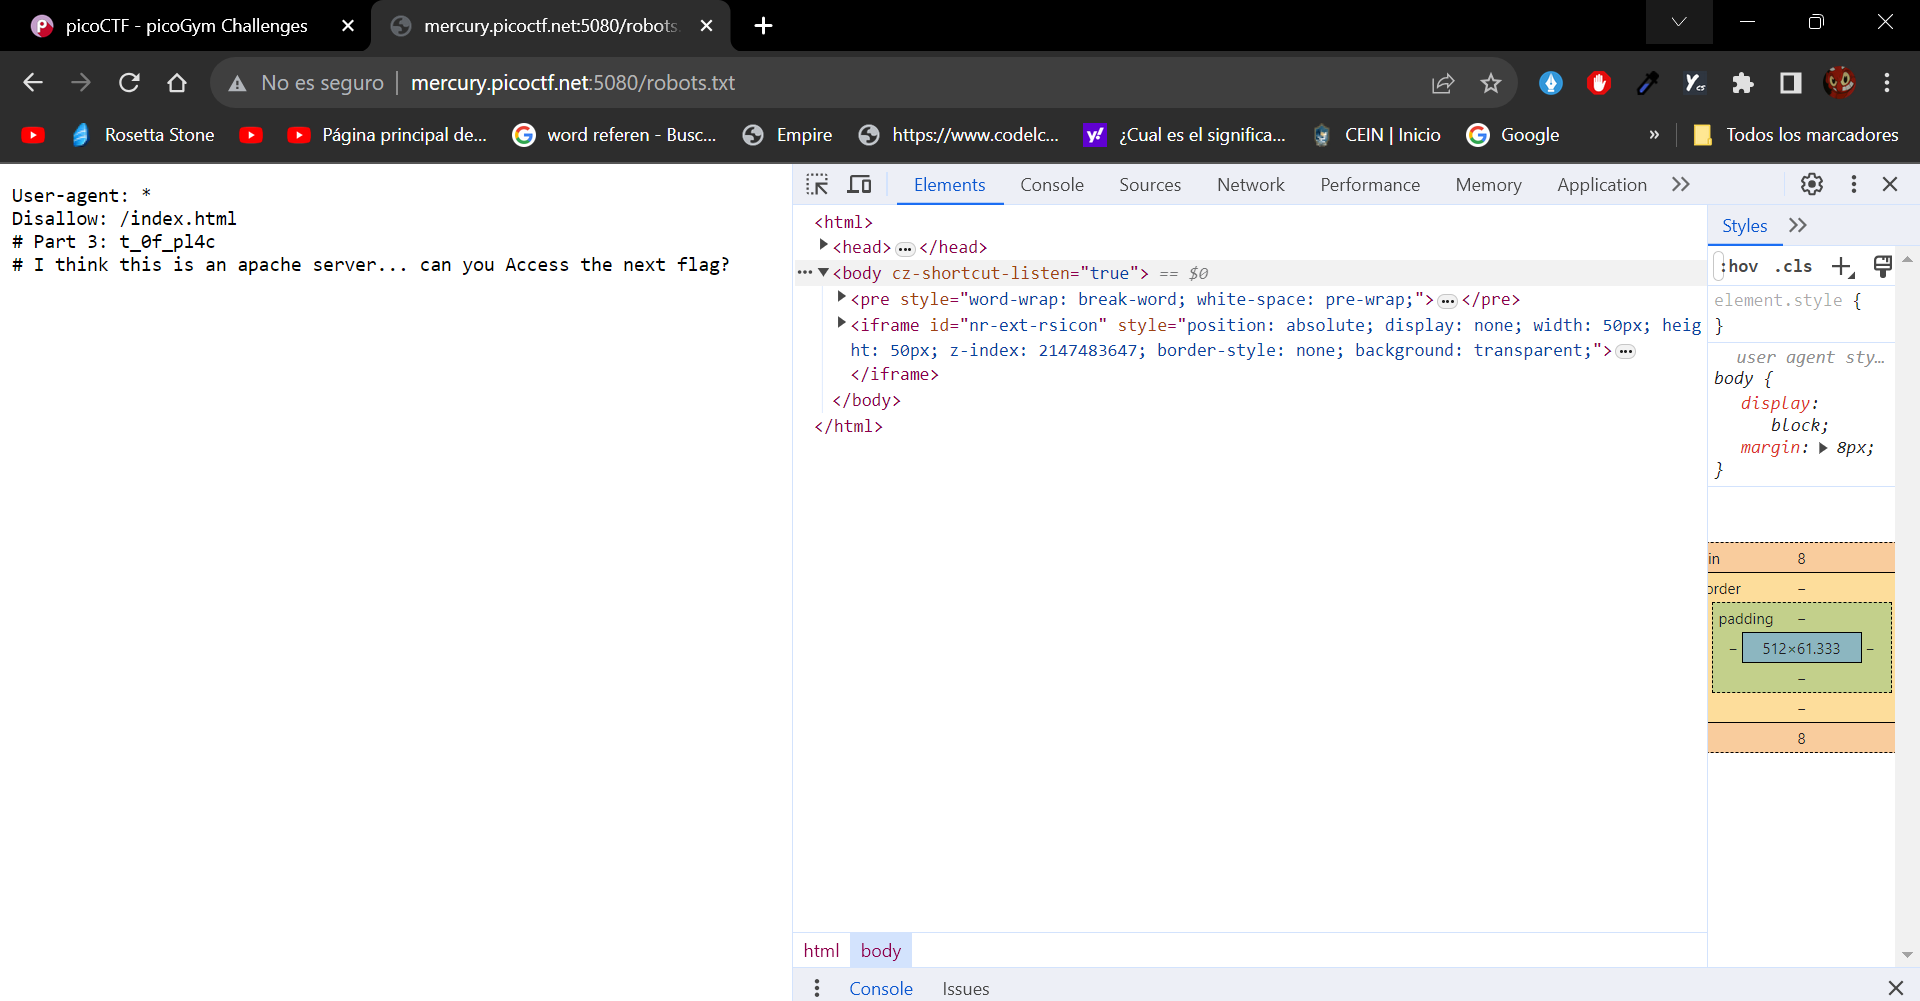 picoCTF - picoGym Challenges
mercury.picoctf.net:5080/robots.
No es seguro
mercury.picoctf.net:5080/robots.txt
Rosetta Stone
Página principal de...
word referen - Busc...
Empire
https://www.codelc...
¿Cual es el significa...
CEIN | Inicio
Google
»
Todos los marcadores
User-agent: *
Disallow: /index.html
# Part 3: t_0f_pl4c
# I think this is an apache server... can you Access the next flag?
Elements Console Sources Network Performance Memory Application
<html>
<head> ... </head>
... <body cz-shortcut-listen="true"> == $0
<pre style="word-wrap: break-word; white-space: pre-wrap;"> ... </pre>
<iframe id="nr-ext-rsicon" style="position: absolute; display: none; width: 50px; heig
ht: 50px; z-index: 2147483647; border-style: none; background: transparent;"> ...
</iframe>
</body>
</html>
html body
Console Issues
Styles
:hov .cls
element.style {
}
user agent sty...
body {
display:
block;
margin: 8px;
}
in 8
order –
padding –
– 512×61.333 –
–
–
8